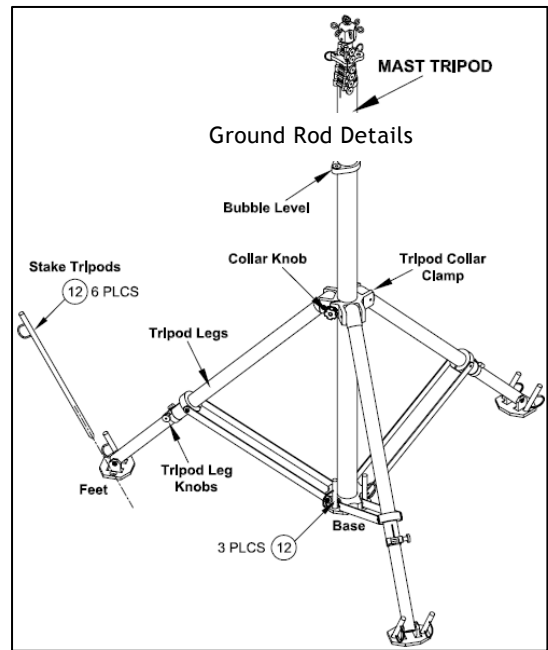 MAST TRIPOD
Ground Rod Details
Bubble Level
Collar Knob
Tripod Collar
Clamp
Stake Tripods
12 6 PLCS
Tripod Legs
Tripod Leg
Knobs
Feet
3 PLCS 12
Base